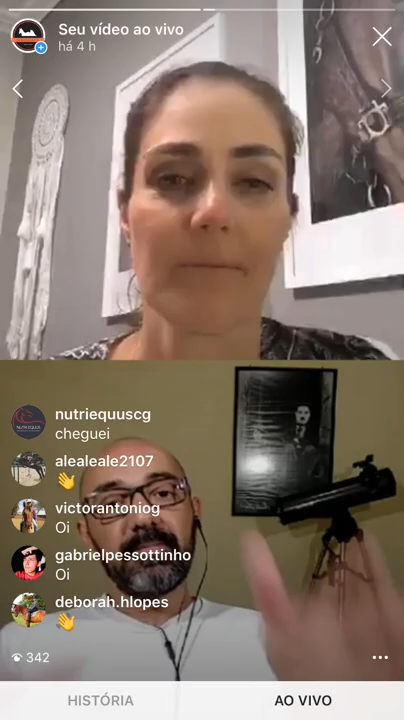 Seu vídeo ao vivo
há 4 h
nutriequuscg
cheguei
alealeale2107
👋
victorantoniog
Oi
gabrielpessottinho
Oi
deborah.hlopes
👋
342
HISTÓRIA
AO VIVO